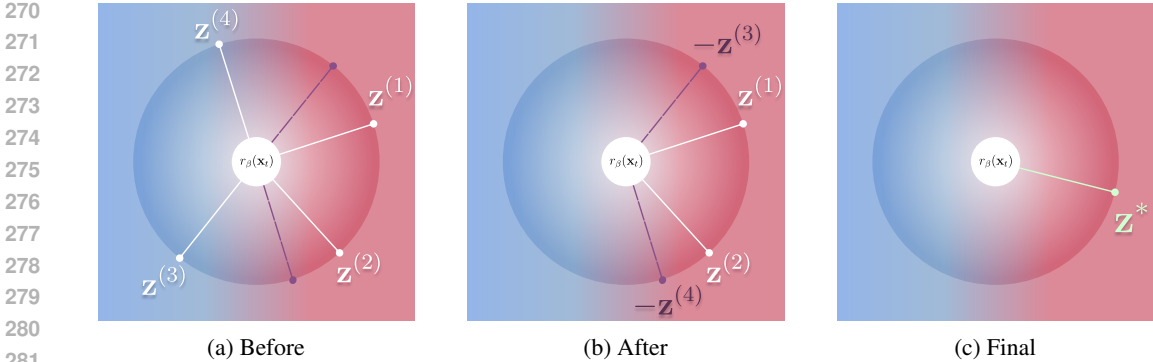 270
271
272
273
274
275
276
277
278
279
280
281
z^(4)
z^(1)
r_β(x_t)
z^(3)
z^(2)
(a) Before
−z^(3)
z^(1)
r_β(x_t)
z^(2)
−z^(4)
(b) After
r_β(x_t)
z^*
(c) Final